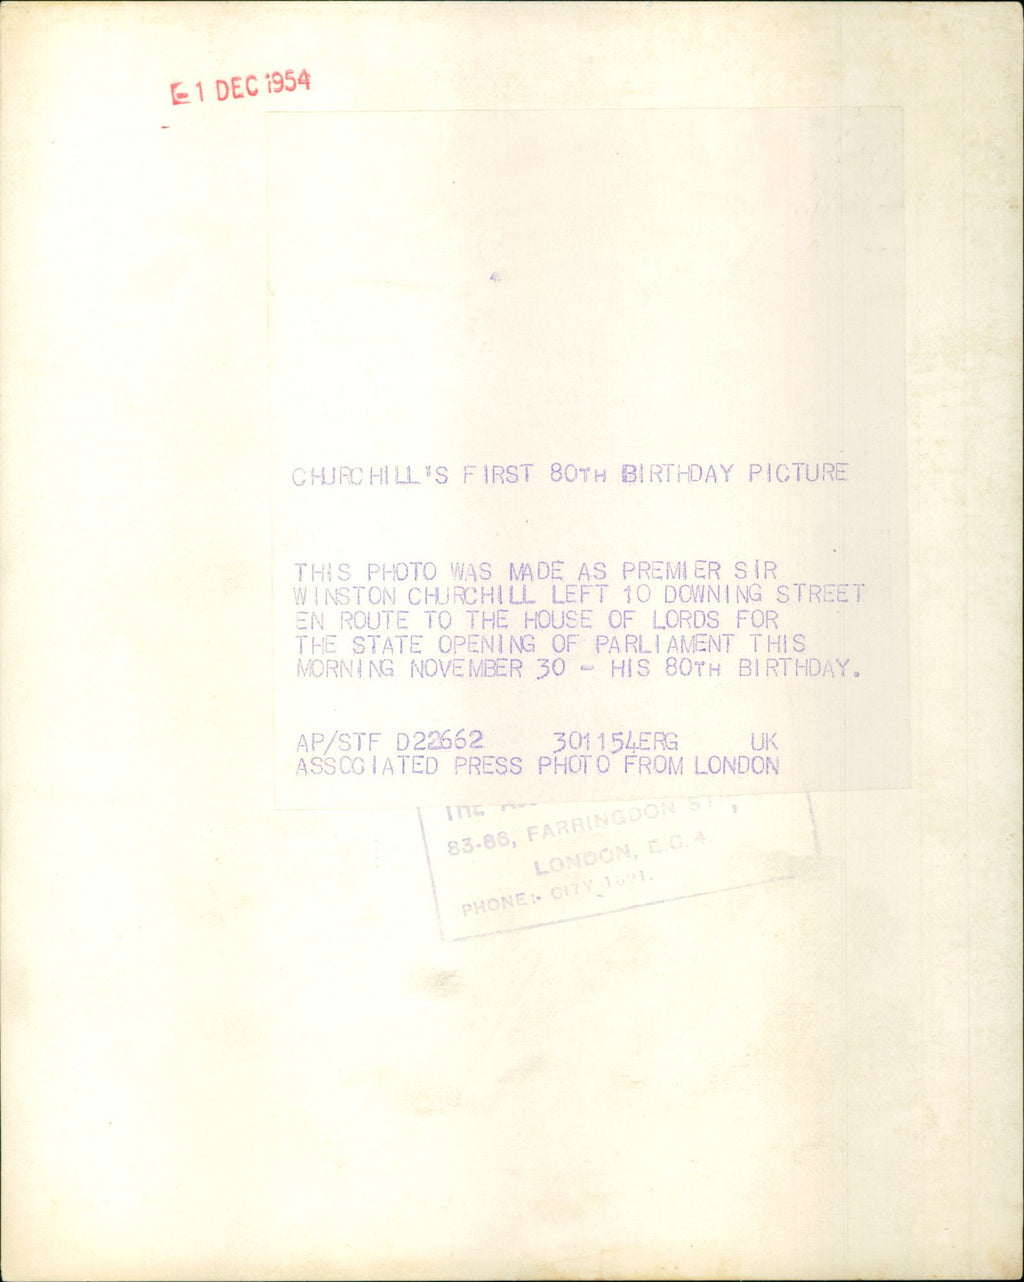 1 DEC 1954
CHURCHILL'S FIRST 80TH BIRTHDAY PICTURE
THIS PHOTO WAS MADE AS PREMIER SIR
WINSTON CHURCHILL LEFT 10 DOWNING STREET
EN ROUTE TO THE HOUSE OF LORDS FOR
THE STATE OPENING OF PARLIAMENT THIS
MORNING NOVEMBER 30 - HIS 80TH BIRTHDAY.
AP/STF D22662 301154ERG UK
ASSOCIATED PRESS PHOTO FROM LONDON
THE
83-86, FARRINGDON
LONDON, E.C.4.
PHONE:- CITY